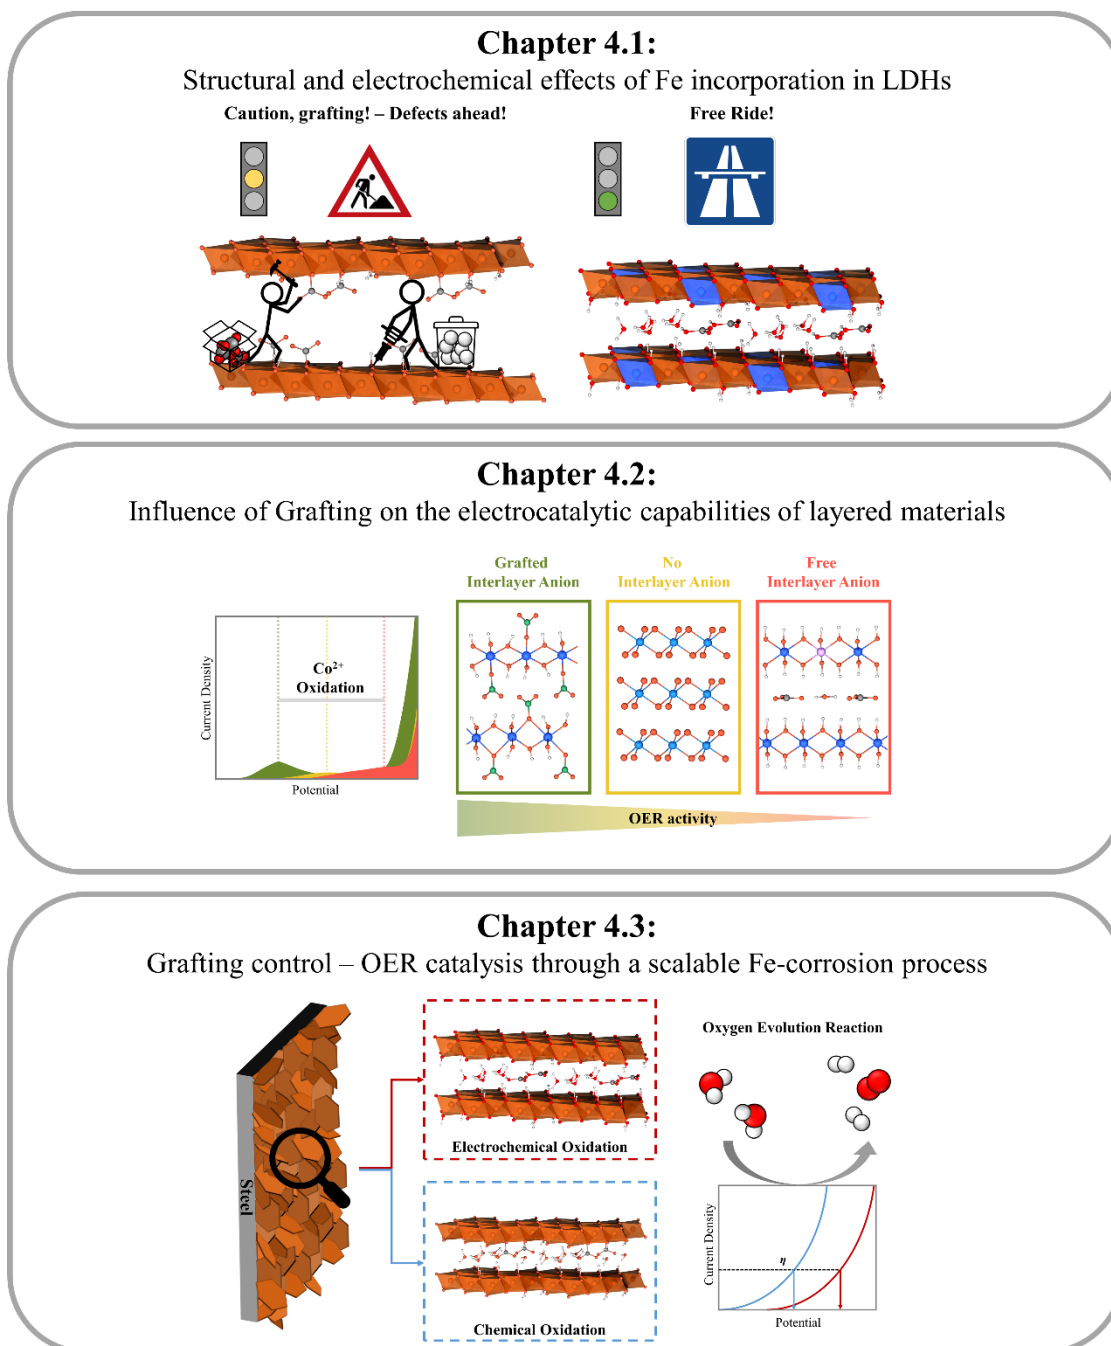 Chapter 4.1:
Structural and electrochemical effects of Fe incorporation in LDHs
Caution, grafting! – Defects ahead!
Free Ride!
Chapter 4.2:
Influence of Grafting on the electrocatalytic capabilities of layered materials
Grafted
Interlayer Anion
No
Interlayer Anion
Free
Interlayer Anion
Co²⁺
Oxidation
Current Density
Potential
OER activity
Chapter 4.3:
Grafting control – OER catalysis through a scalable Fe-corrosion process
Steel
Electrochemical Oxidation
Chemical Oxidation
Oxygen Evolution Reaction
Current Density
η
Potential